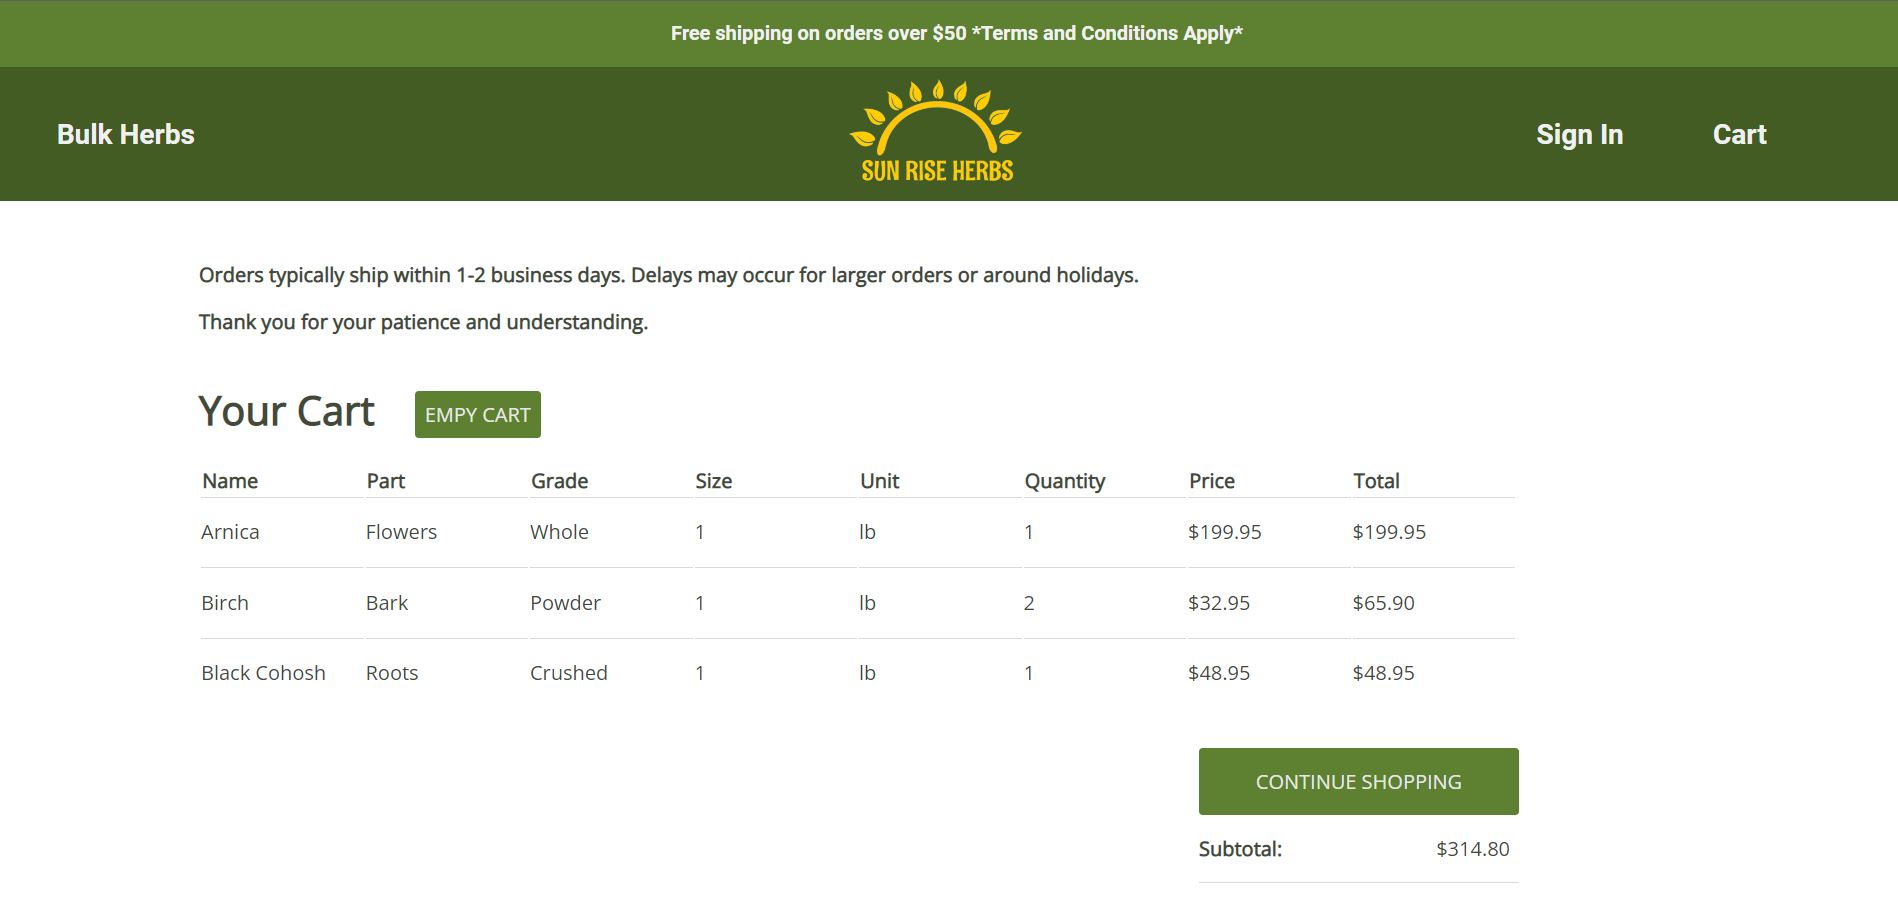 Free shipping on orders over $50 *Terms and Conditions Apply*
Bulk Herbs
SUN RISE HERBS
Sign In
Cart
Orders typically ship within 1-2 business days. Delays may occur for larger orders or around holidays.
Thank you for your patience and understanding.
Your Cart
EMPY CART
Name Part Grade Size Unit Quantity Price Total
Arnica Flowers Whole 1 lb 1 $199.95 $199.95
Birch Bark Powder 1 lb 2 $32.95 $65.90
Black Cohosh Roots Crushed 1 lb 1 $48.95 $48.95
CONTINUE SHOPPING
Subtotal: $314.80